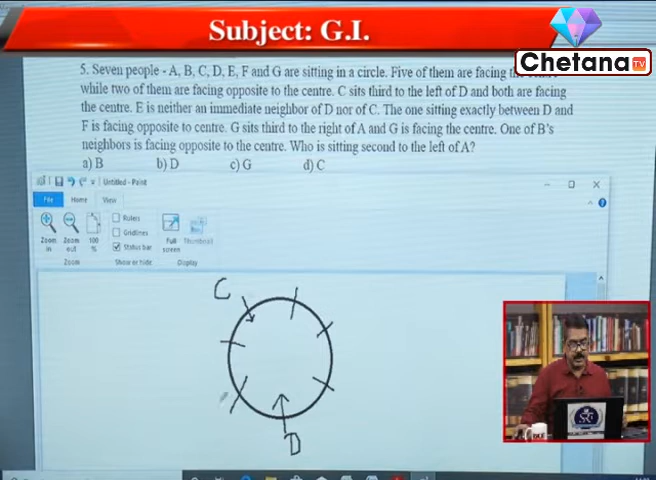 Subject: G.I.
Chetana TV
5. Seven people - A, B, C, D, E, F and G are sitting in a circle. Five of them are facing the
while two of them are facing opposite to the centre. C sits third to the left of D and both are facing
the centre. E is neither an immediate neighbor of D nor of C. The one sitting exactly between D and
F is facing opposite to centre. G sits third to the right of A and G is facing the centre. One of B's
neighbors is facing opposite to the centre. Who is sitting second to the left of A?
a) B b) D c) G d) C
Untitled - Paint
File Home View
Zoom in Zoom out 100 % Rulers Gridlines Status bar Full screen Thumbnail
Zoom Show or hide Display
C
D